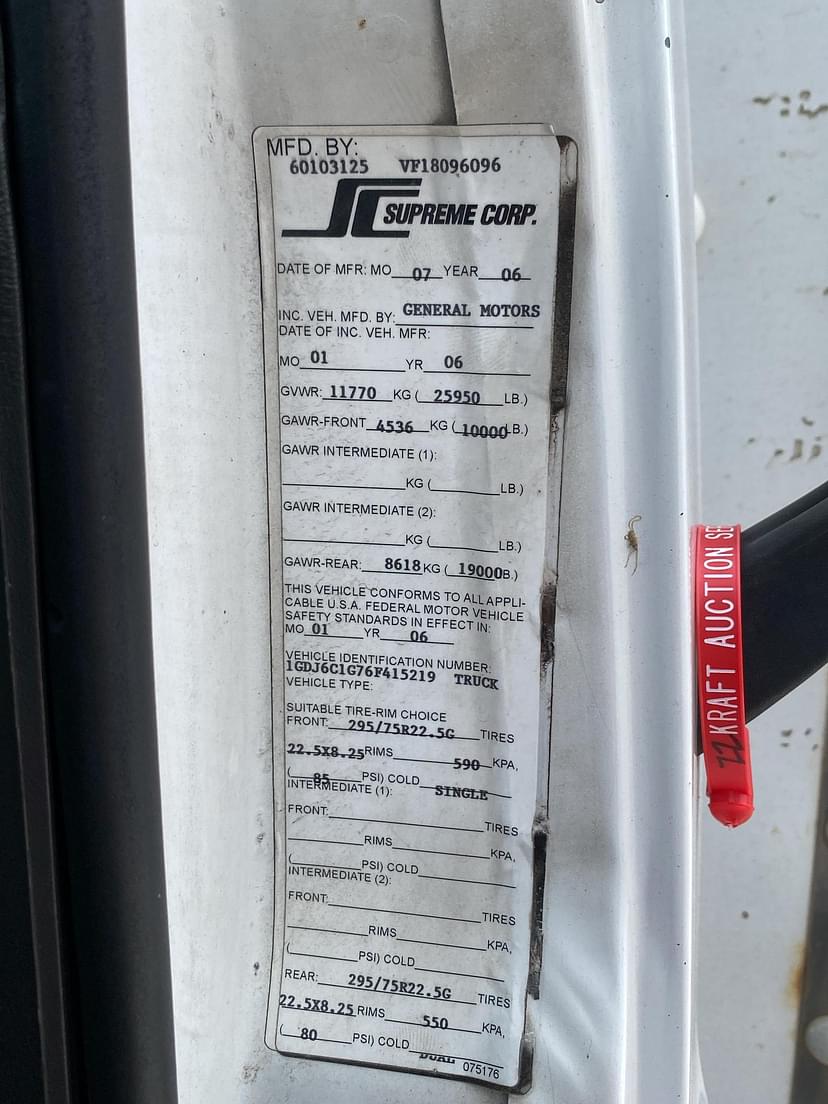 MFD. BY:
60103125 VF18096096
SUPREME CORP.
DATE OF MFR: MO 07 YEAR 06
INC. VEH. MFD. BY: GENERAL MOTORS
DATE OF INC. VEH. MFR:
MO 01 YR 06
GVWR: 11770 KG ( 25950 LB.)
GAWR-FRONT 4536 KG ( 10000 LB.)
GAWR INTERMEDIATE (1):
KG ( LB.)
GAWR INTERMEDIATE (2):
KG ( LB.)
GAWR-REAR: 8618 KG ( 19000 B.)
THIS VEHICLE CONFORMS TO ALL APPLI-
CABLE U.S.A. FEDERAL MOTOR VEHICLE
SAFETY STANDARDS IN EFFECT IN:
MO 01 YR 06
VEHICLE IDENTIFICATION NUMBER:
1GDJ6C1G76F415219 TRUCK
VEHICLE TYPE:
SUITABLE TIRE-RIM CHOICE
FRONT: 295/75R22.5G TIRES
22.5X8.25 RIMS 590 KPA,
( 85 PSI) COLD SINGLE
INTERMEDIATE (1):
FRONT: TIRES
RIMS KPA,
( PSI) COLD
INTERMEDIATE (2):
FRONT: TIRES
RIMS KPA,
( PSI) COLD
REAR: 295/75R22.5G TIRES
22.5X8.25 RIMS 550 KPA,
( 80 PSI) COLD DUAL
075176
KRAFT AUCTION SE